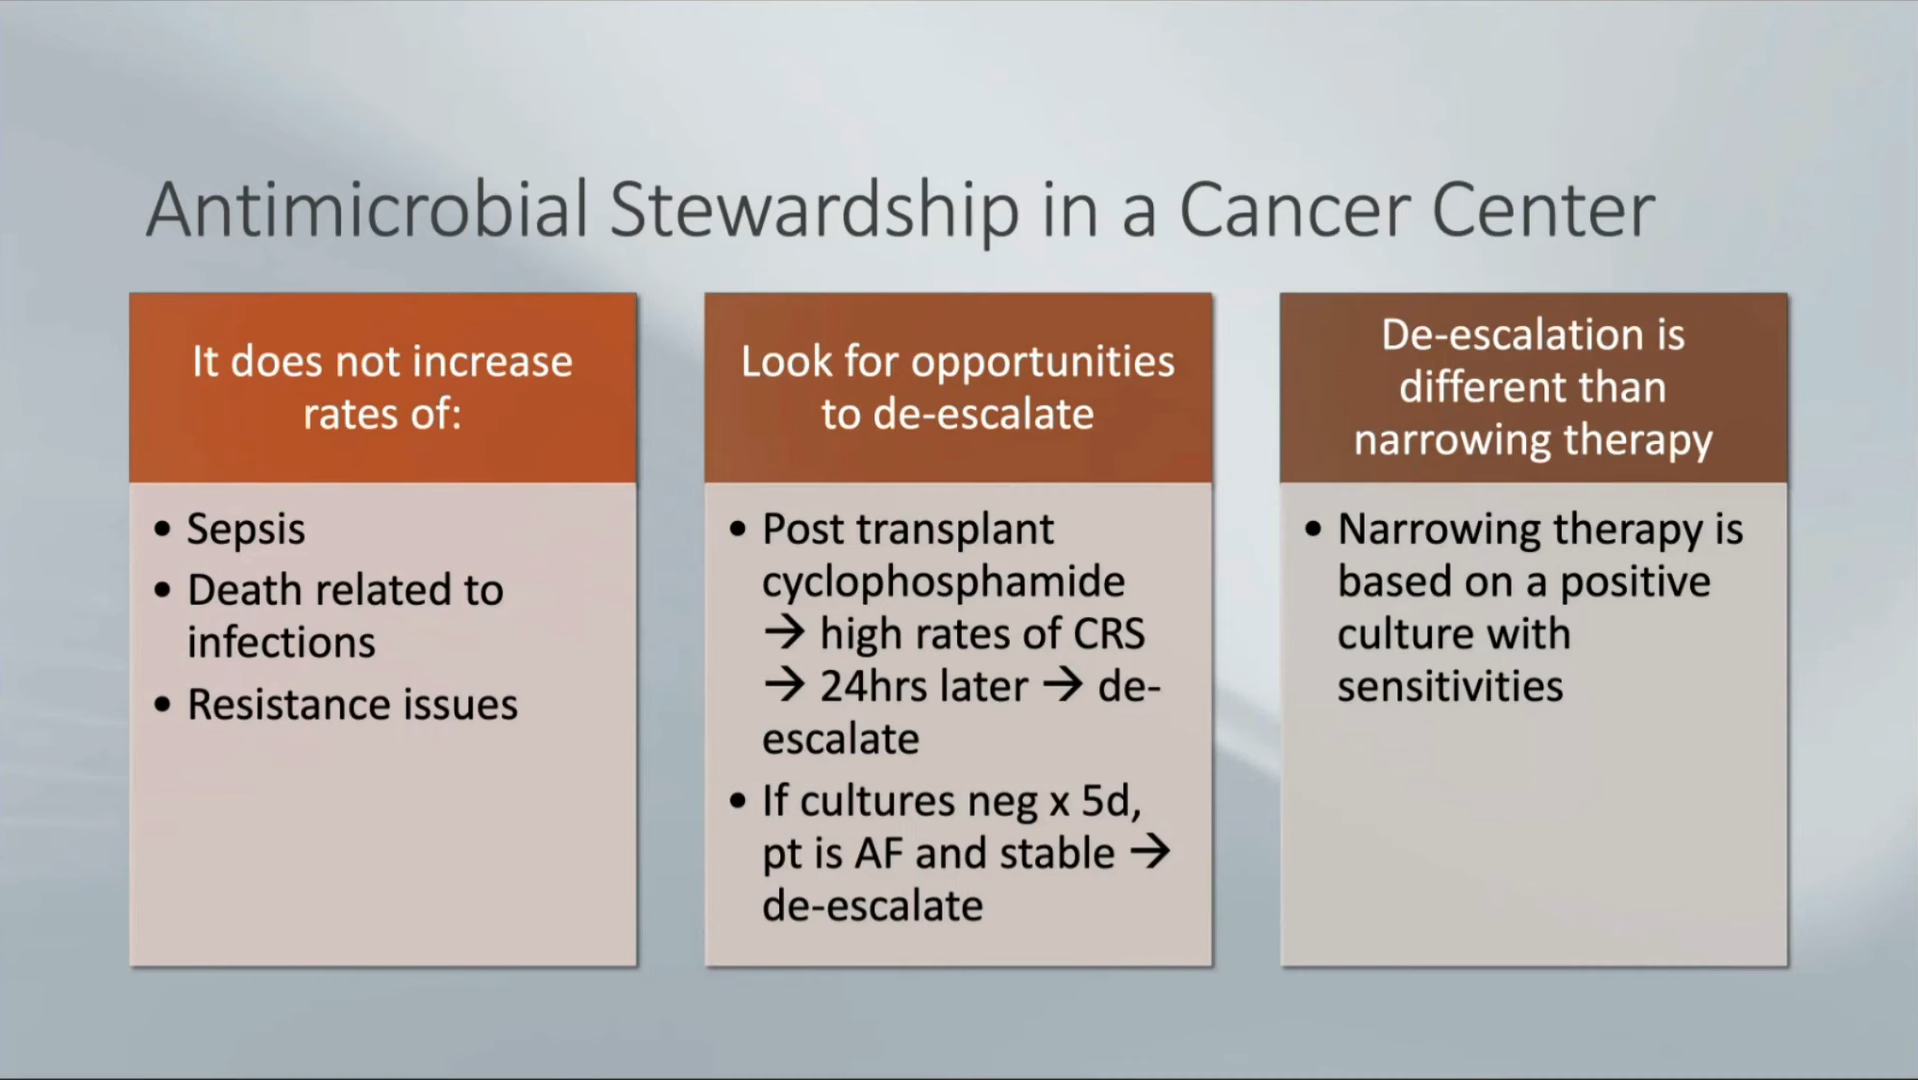 Antimicrobial Stewardship in a Cancer Center
It does not increase
rates of:
• Sepsis
• Death related to
infections
• Resistance issues
Look for opportunities
to de-escalate
• Post transplant
cyclophosphamide
→ high rates of CRS
→ 24hrs later → de-
escalate
• If cultures neg x 5d,
pt is AF and stable →
de-escalate
De-escalation is
different than
narrowing therapy
• Narrowing therapy is
based on a positive
culture with
sensitivities